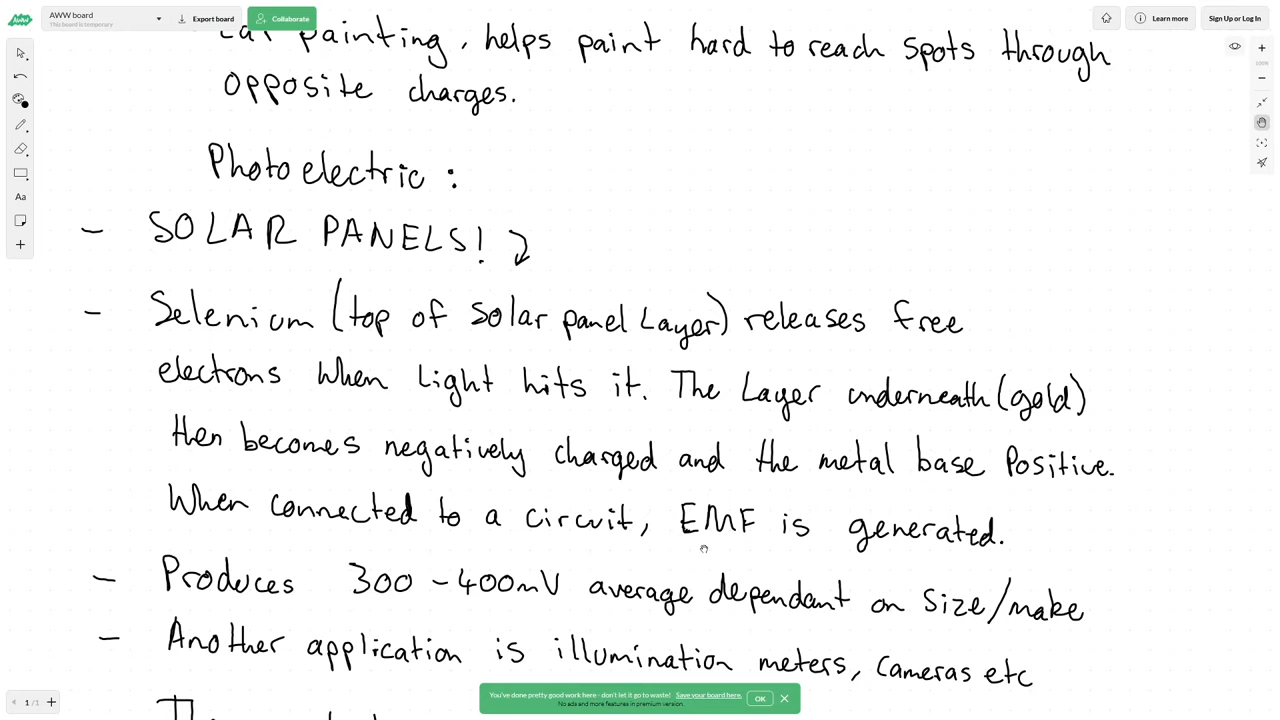 AWW board
This board is temporary
Export board
Collaborate
Learn more
Sign Up or Log In
100%
Aa
car painting, helps paint hard to reach spots through
opposite charges.
Photoelectric :
- SOLAR PANELS!
- Selenium (top of solar panel Layer) releases free
electrons when Light hits it. The Layer underneath (gold)
then becomes negatively charged and the metal base Positive.
When connected to a circuit, EMF is generated.
- Produces 300 - 400mV average dependant on Size/make
- Another application is illumination meters, cameras etc
You've done pretty good work here - don't let it go to waste! Save your board here.
No ads and more features in premium version.
OK
1 / 1